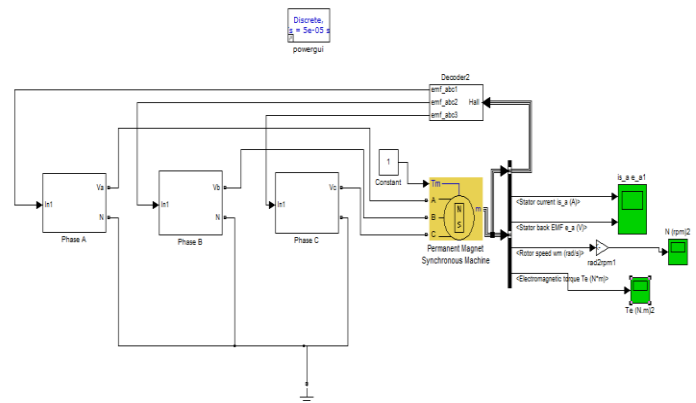 Discrete,
s = 5e-05 s
powergui
Decoder2
emf_abc1
emf_abc2
emf_abc3
Hall
In1
Va
N
Phase A
In1
Vb
N
Phase B
In1
Vc
N
Phase C
1
Constant
Tm
A
B
C
N
S
m
Permanent Magnet
Synchronous Machine
<Stator current is_a (A)>
<Stator back EMF e_a (V)>
<Rotor speed wm (rad/s)>
<Electromagnetic torque Te (N*m)>
is_a e_a1
rad2rpm1
N (rpm)2
Te (N.m)2